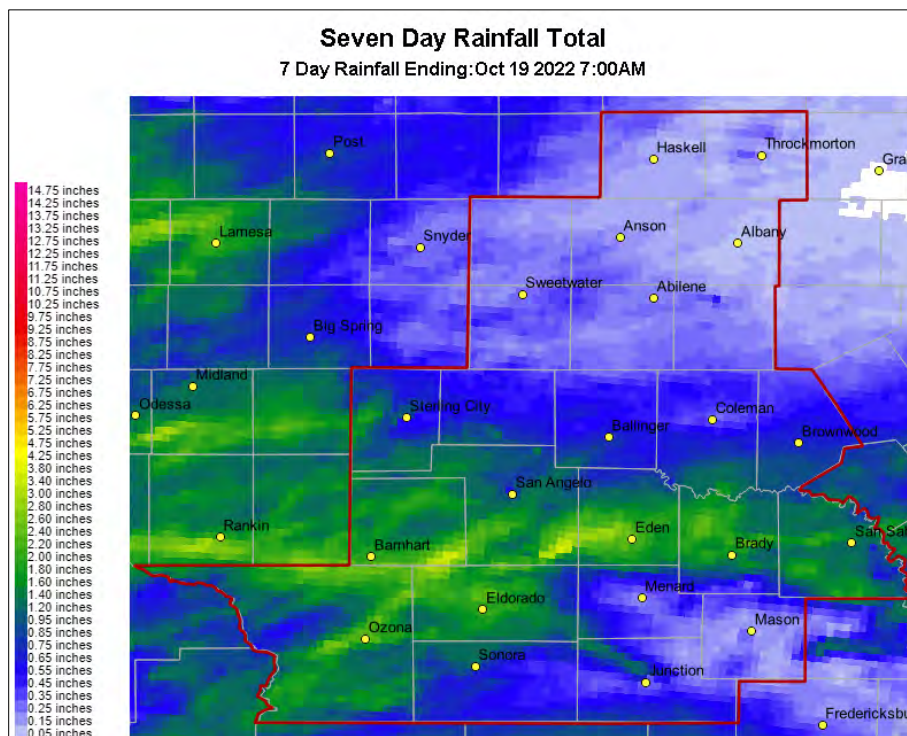 Seven Day Rainfall Total
7 Day Rainfall Ending:Oct 19 2022 7:00AM
14.75 inches
14.25 inches
13.75 inches
13.25 inches
12.75 inches
12.25 inches
11.75 inches
11.25 inches
10.75 inches
10.25 inches
9.75 inches
9.25 inches
8.75 inches
8.25 inches
7.75 inches
7.25 inches
6.75 inches
6.25 inches
5.75 inches
5.25 inches
4.75 inches
4.25 inches
3.80 inches
3.40 inches
3.00 inches
2.80 inches
2.60 inches
2.40 inches
2.20 inches
2.00 inches
1.80 inches
1.60 inches
1.40 inches
1.20 inches
0.95 inches
0.85 inches
0.75 inches
0.65 inches
0.55 inches
0.45 inches
0.35 inches
0.25 inches
0.15 inches
0.05 inches
Post
Haskell
Throckmorton
Gra
Lamesa
Snyder
Anson
Albany
Sweetwater
Abilene
Big Spring
Midland
Odessa
Sterling City
Coleman
Ballinger
Brownwood
San Angelo
Rankin
Eden
San Sal
Barnhart
Brady
Menard
Eldorado
Mason
Ozona
Sonora
Junction
Fredericksbu